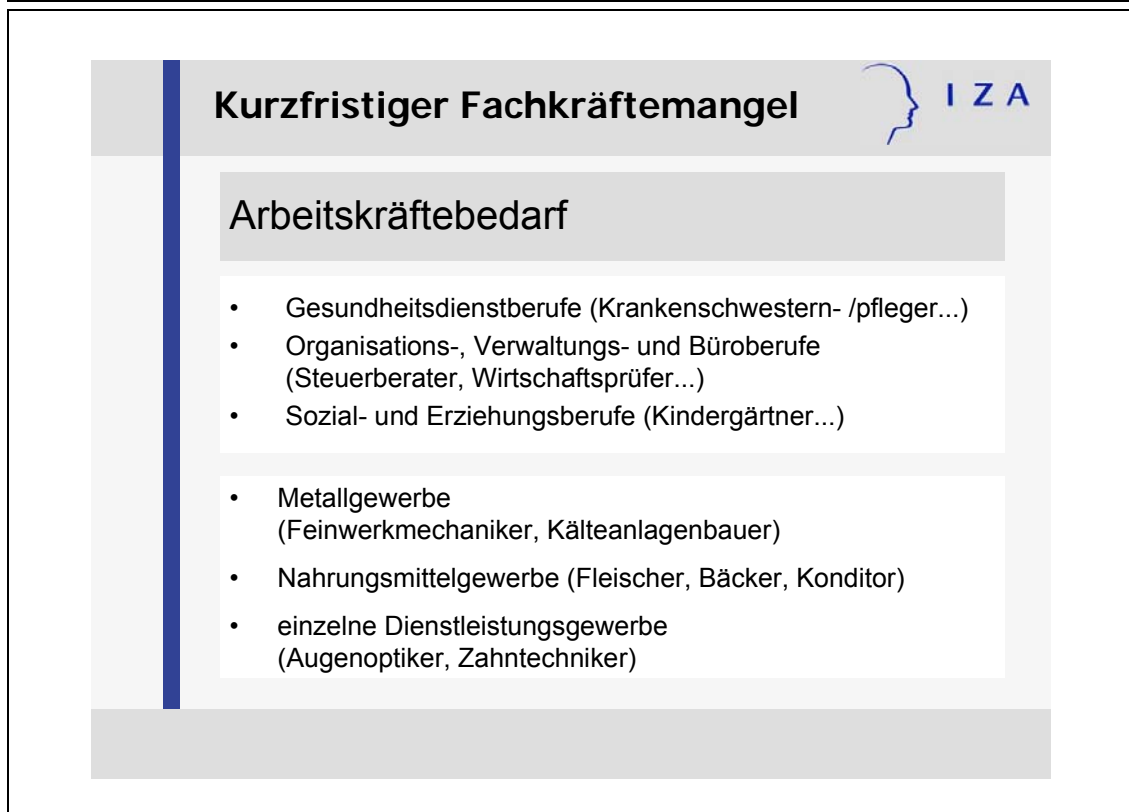 Kurzfristiger Fachkräftemangel
I Z A
Arbeitskräftebedarf
• Gesundheitsdienstberufe (Krankenschwestern- /pfleger...)
• Organisations-, Verwaltungs- und Büroberufe
(Steuerberater, Wirtschaftsprüfer...)
• Sozial- und Erziehungsberufe (Kindergärtner...)
• Metallgewerbe
(Feinwerkmechaniker, Kälteanlagenbauer)
• Nahrungsmittelgewerbe (Fleischer, Bäcker, Konditor)
• einzelne Dienstleistungsgewerbe
(Augenoptiker, Zahntechniker)